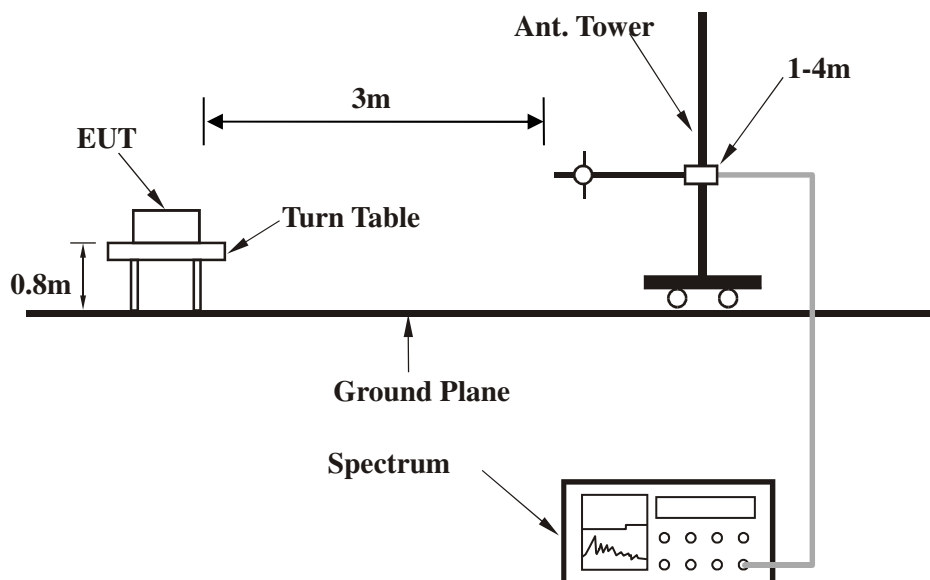 Ant. Tower
1-4m
3m
EUT
Turn Table
0.8m
Ground Plane
Spectrum